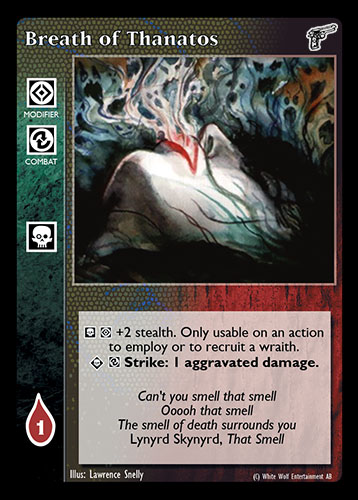 Breath of Thanatos
MODIFIER
COMBAT
+2 stealth. Only usable on an action
to employ or to recruit a wraith.
Strike: 1 aggravated damage.
Can't you smell that smell
Ooooh that smell
The smell of death surrounds you
Lynyrd Skynyrd, That Smell
1
Illus: Lawrence Snelly
(C) White Wolf Entertainment AB